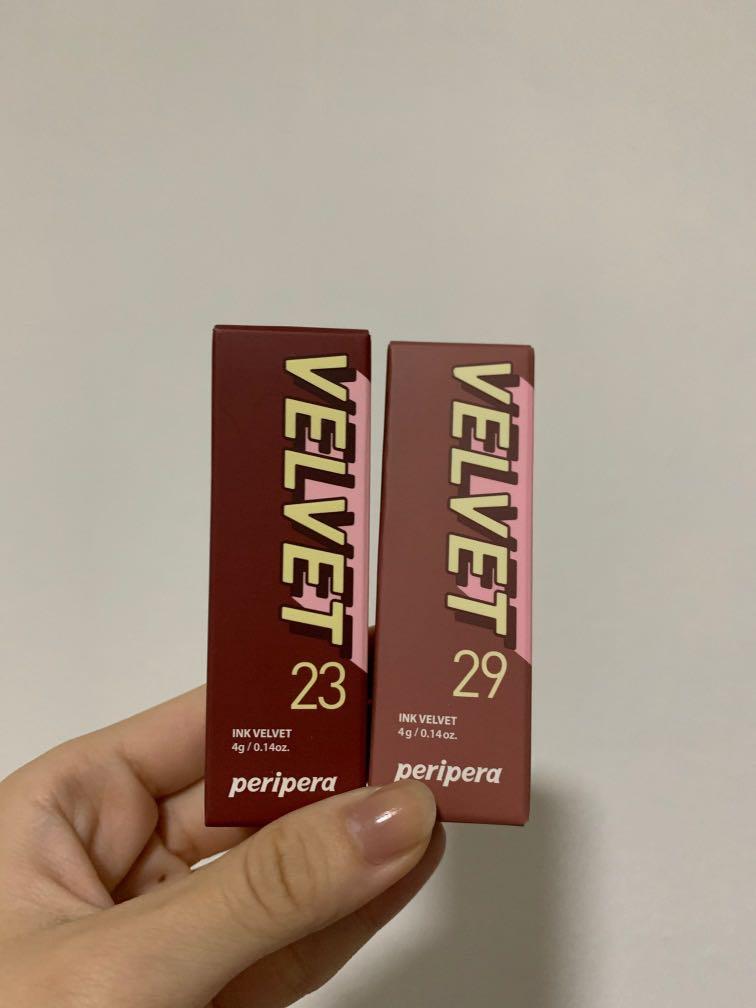 VELVET
23
INK VELVET
4g / 0.14oz.
peripera
VELVET
29
INK VELVET
4g / 0.14oz.
peripera